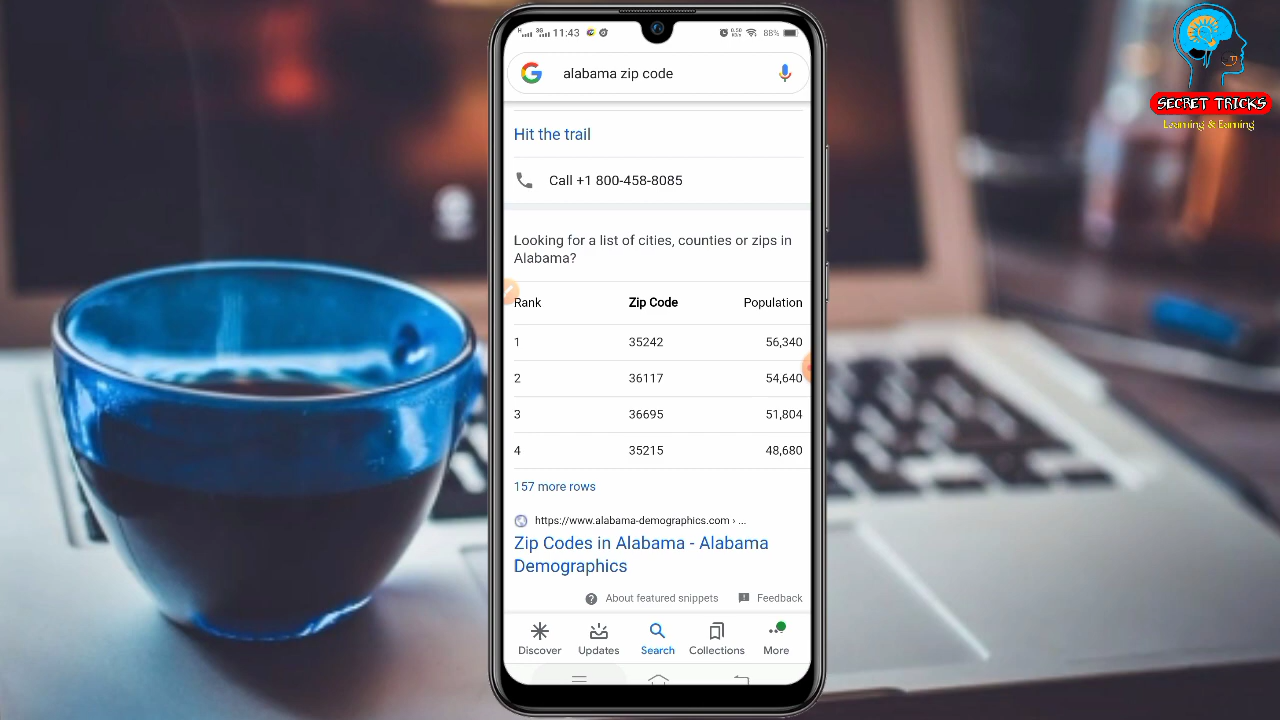 11:43
88%
alabama zip code
Hit the trail
Call +1 800-458-8085
Looking for a list of cities, counties or zips in
Alabama?
Rank Zip Code Population
1 35242 56,340
2 36117 54,640
3 36695 51,804
4 35215 48,680
157 more rows
https://www.alabama-demographics.com › ...
Zip Codes in Alabama - Alabama
Demographics
About featured snippets Feedback
Discover Updates Search Collections More
SECRET TRICKS
Learning & Earning